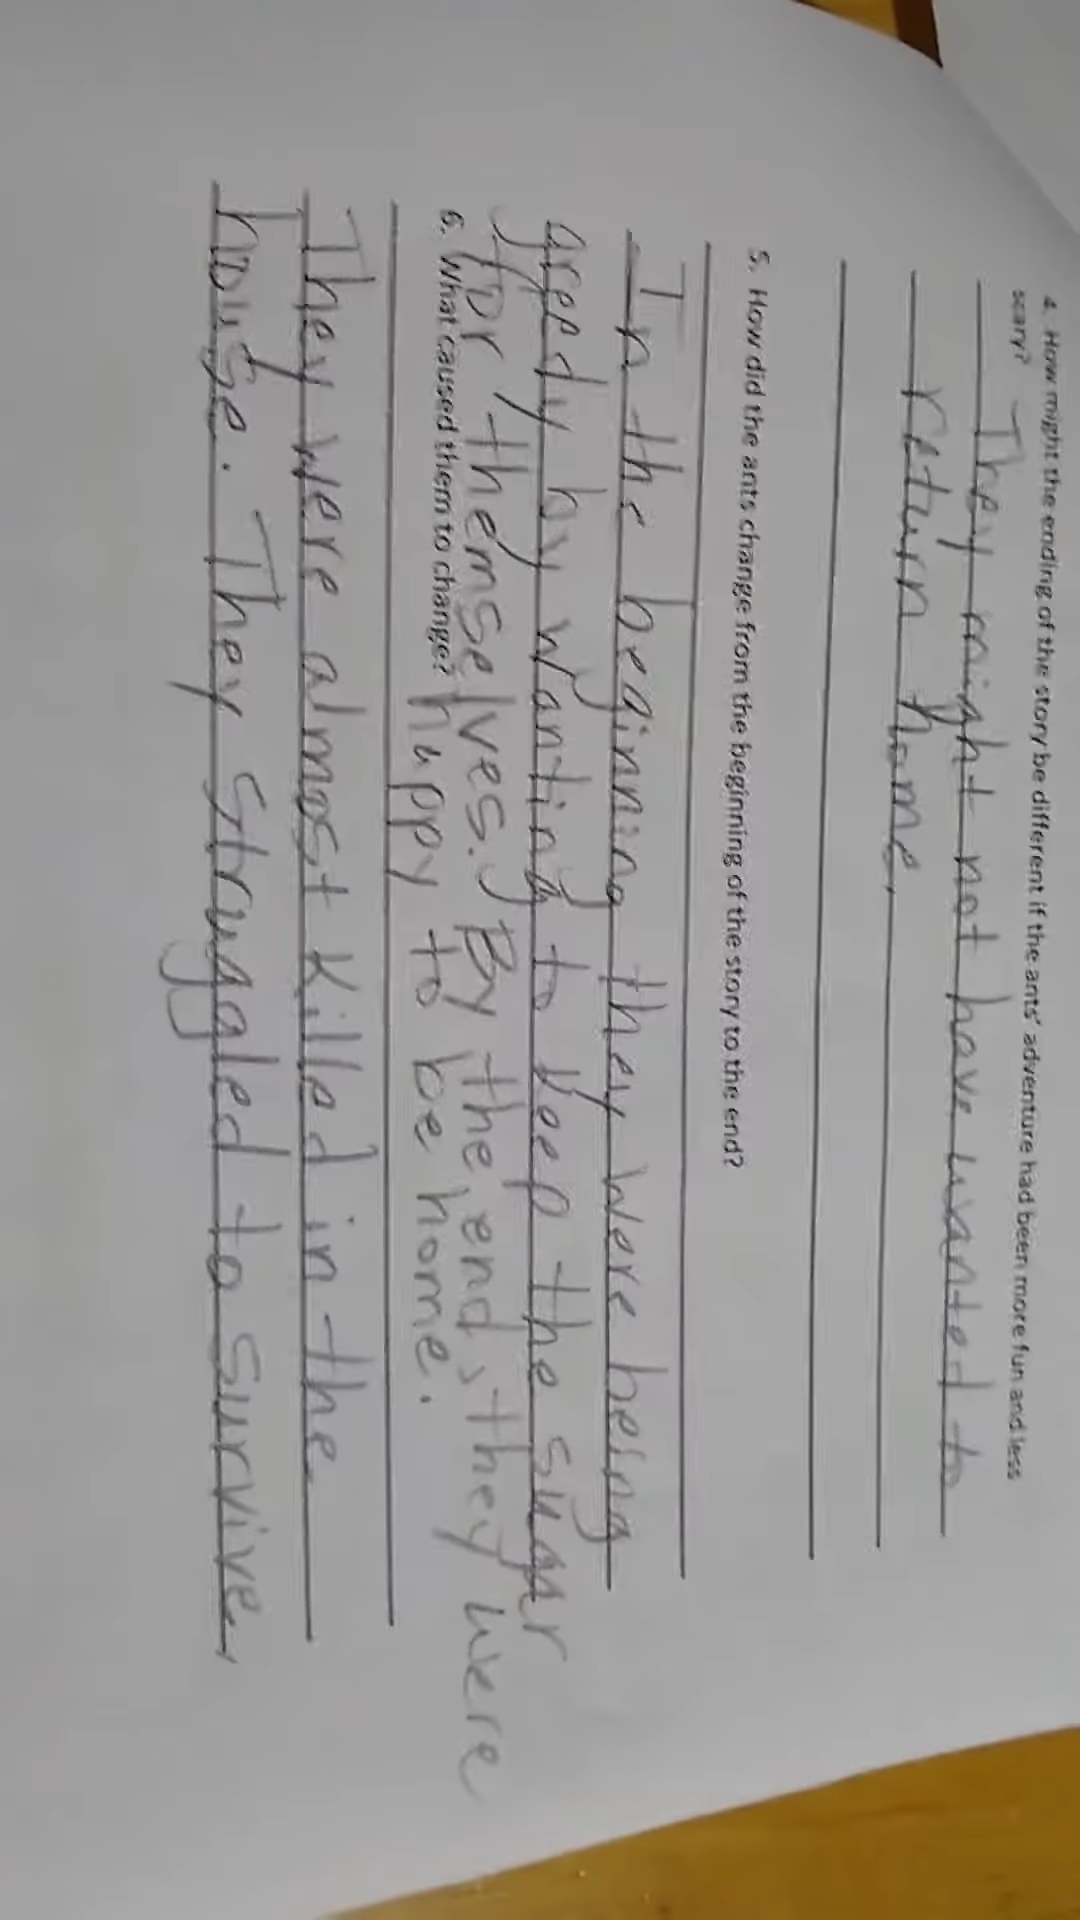 4. How might the ending of the story be different if the ants' adventure had been more fun and less
scary?
They might not have wanted to
return home.
5. How did the ants change from the beginning of the story to the end?
In the beginning they were being
greedy by wanting to keep the sugar
for themselves. By the end, they were
happy to be home.
6. What caused them to change?
They were almost killed in the
house. They struggled to survive